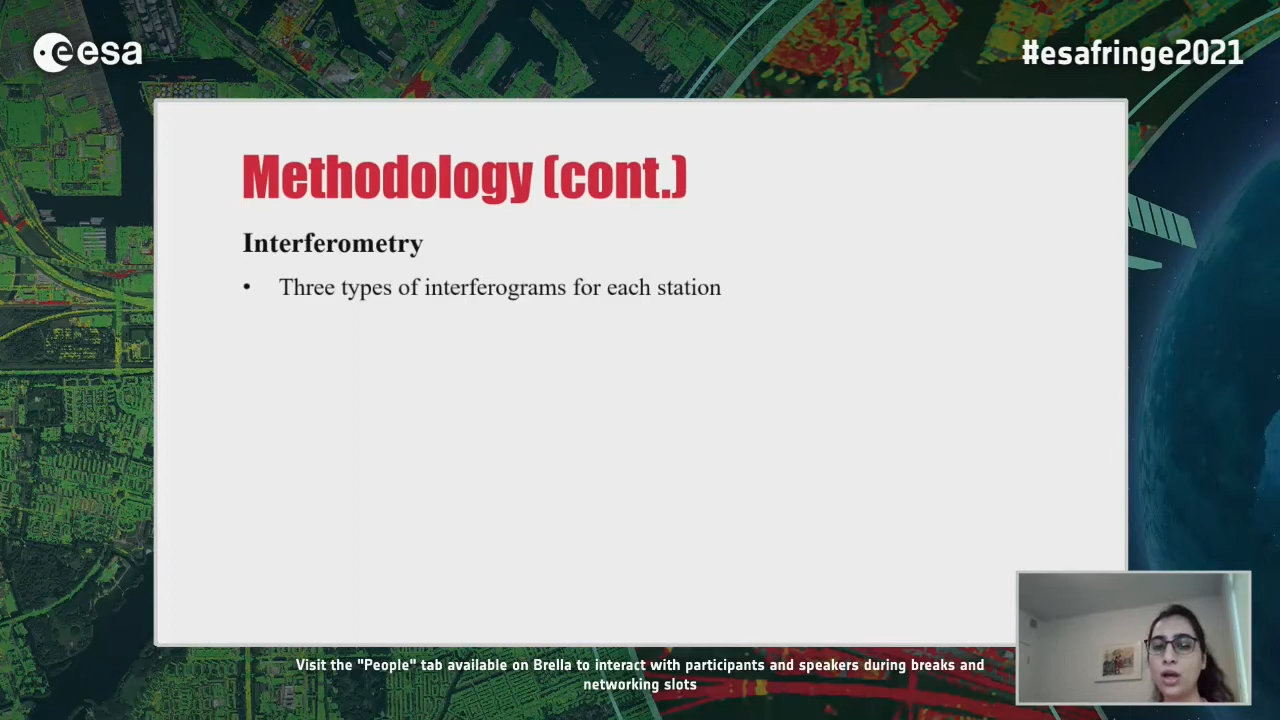 esa
#esafringe2021
Methodology (cont.)
Interferometry
• Three types of interferograms for each station
Visit the "People" tab available on Brella to interact with participants and speakers during breaks and
networking slots